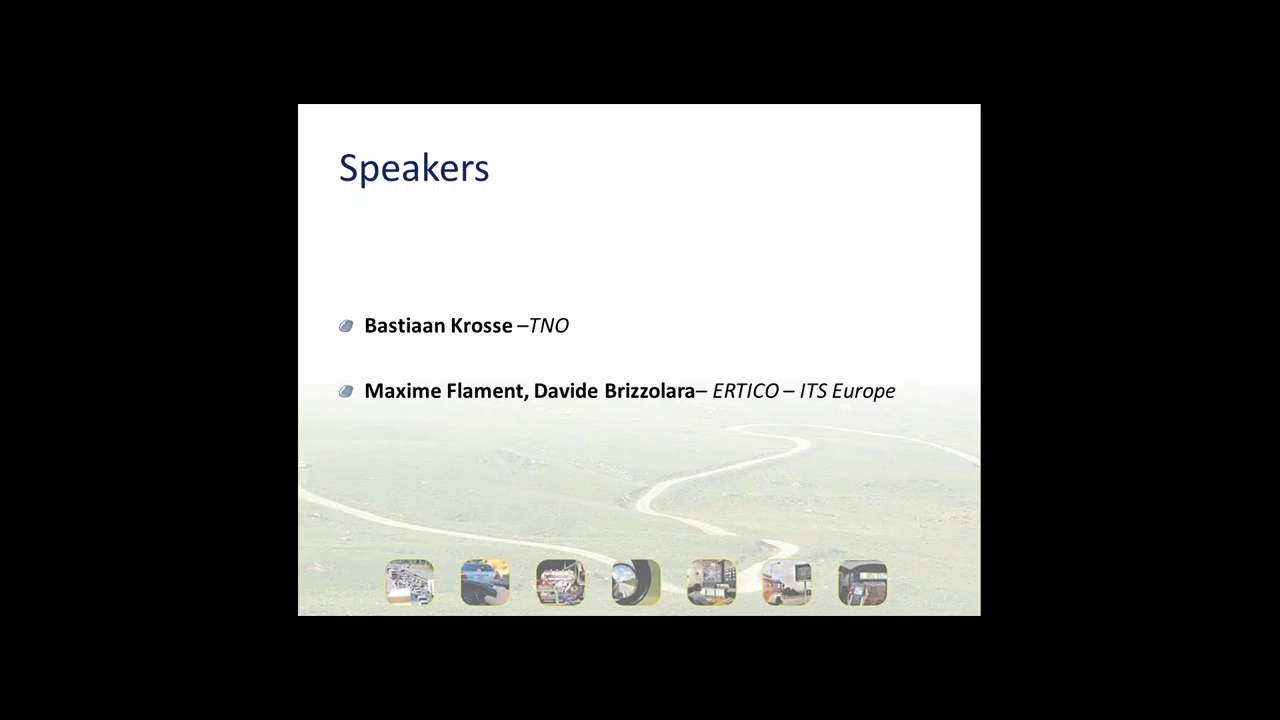 Speakers
Bastiaan Krosse –TNO
Maxime Flament, Davide Brizzolara– ERTICO – ITS Europe